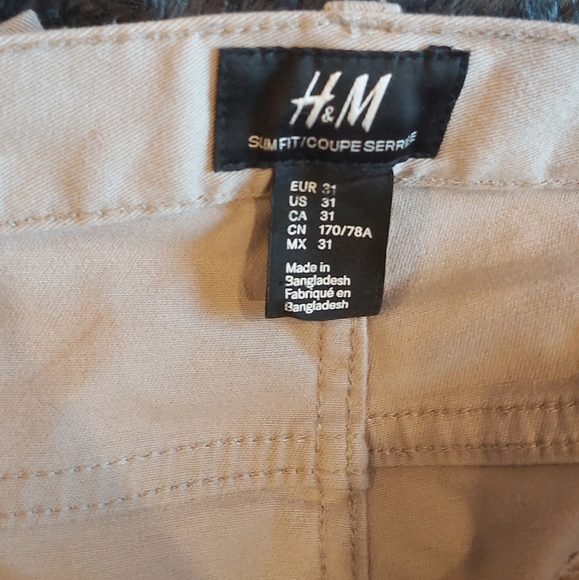 H&M
SLIM FIT/COUPE SERRÉE
EUR 31
US 31
CA 31
CN 170/78A
MX 31
Made in
Bangladesh
Fabriqué en
Bangladesh